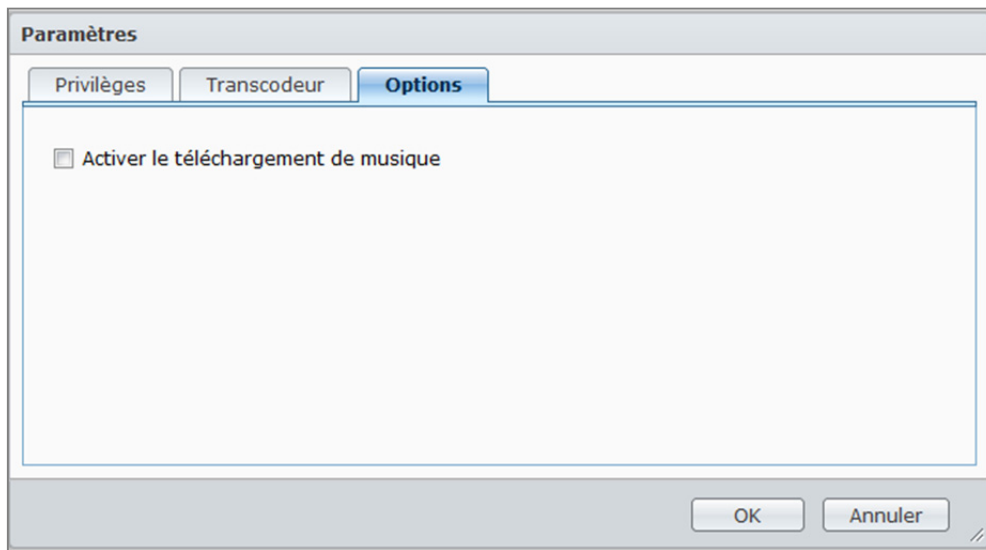 Paramètres
Privilèges Transcodeur Options
Activer le téléchargement de musique
OK Annuler